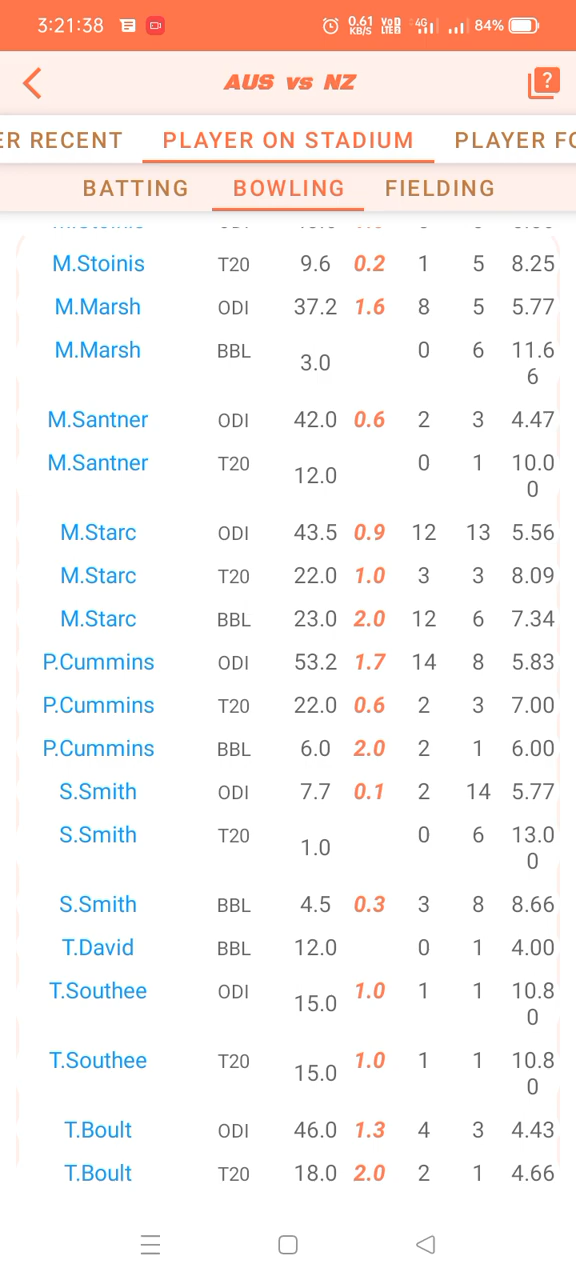 3:21:38 0.61 KB/S VoD LTEB 4G 84%
AUS vs NZ ?
ER RECENT PLAYER ON STADIUM PLAYER FO
BATTING BOWLING FIELDING
M.Stoinis T20 9.6 0.2 1 5 8.25
M.Marsh ODI 37.2 1.6 8 5 5.77
M.Marsh BBL 3.0 0 6 11.66
M.Santner ODI 42.0 0.6 2 3 4.47
M.Santner T20 12.0 0 1 10.00
M.Starc ODI 43.5 0.9 12 13 5.56
M.Starc T20 22.0 1.0 3 3 8.09
M.Starc BBL 23.0 2.0 12 6 7.34
P.Cummins ODI 53.2 1.7 14 8 5.83
P.Cummins T20 22.0 0.6 2 3 7.00
P.Cummins BBL 6.0 2.0 2 1 6.00
S.Smith ODI 7.7 0.1 2 14 5.77
S.Smith T20 1.0 0 6 13.00
S.Smith BBL 4.5 0.3 3 8 8.66
T.David BBL 12.0 0 1 4.00
T.Southee ODI 15.0 1.0 1 1 10.80
T.Southee T20 15.0 1.0 1 1 10.80
T.Boult ODI 46.0 1.3 4 3 4.43
T.Boult T20 18.0 2.0 2 1 4.66